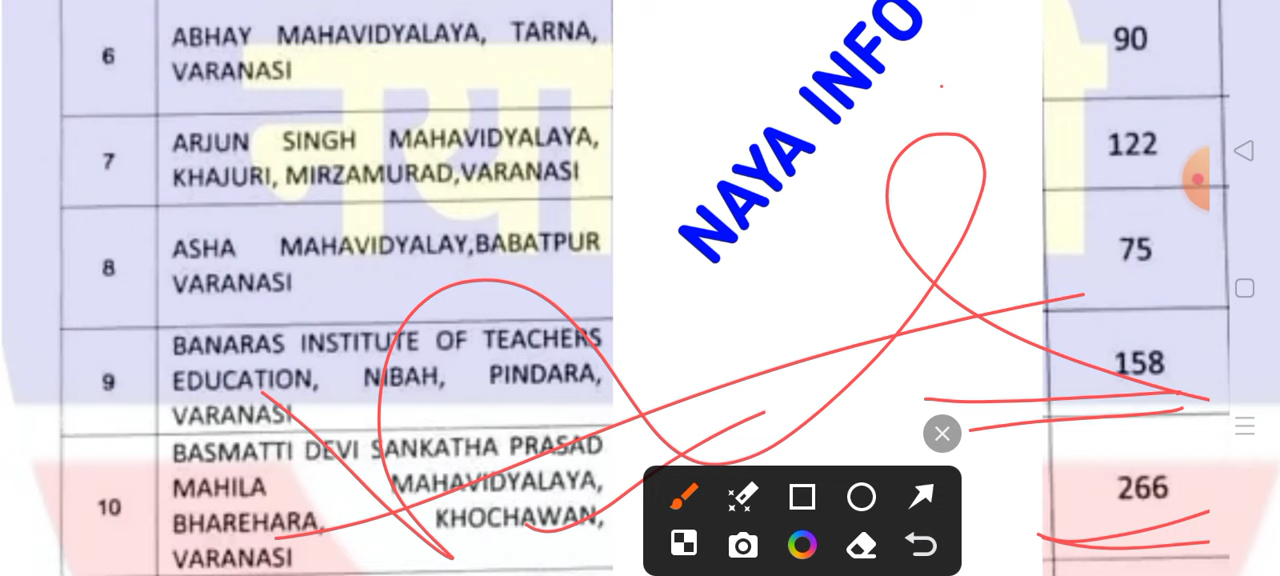 6
ABHAY MAHAVIDYALAYA, TARNA,
VARANASI
90
7
ARJUN SINGH MAHAVIDYALAYA,
KHAJURI, MIRZAMURAD,VARANASI
122
8
ASHA MAHAVIDYALAY,BABATPUR
VARANASI
75
9
BANARAS INSTITUTE OF TEACHERS
EDUCATION, NIBAH, PINDARA,
VARANASI
158
10
BASMATTI DEVI SANKATHA PRASAD
MAHILA MAHAVIDYALAYA,
BHAREHARA, KHOCHAWAN,
VARANASI
266
NAYA INFO